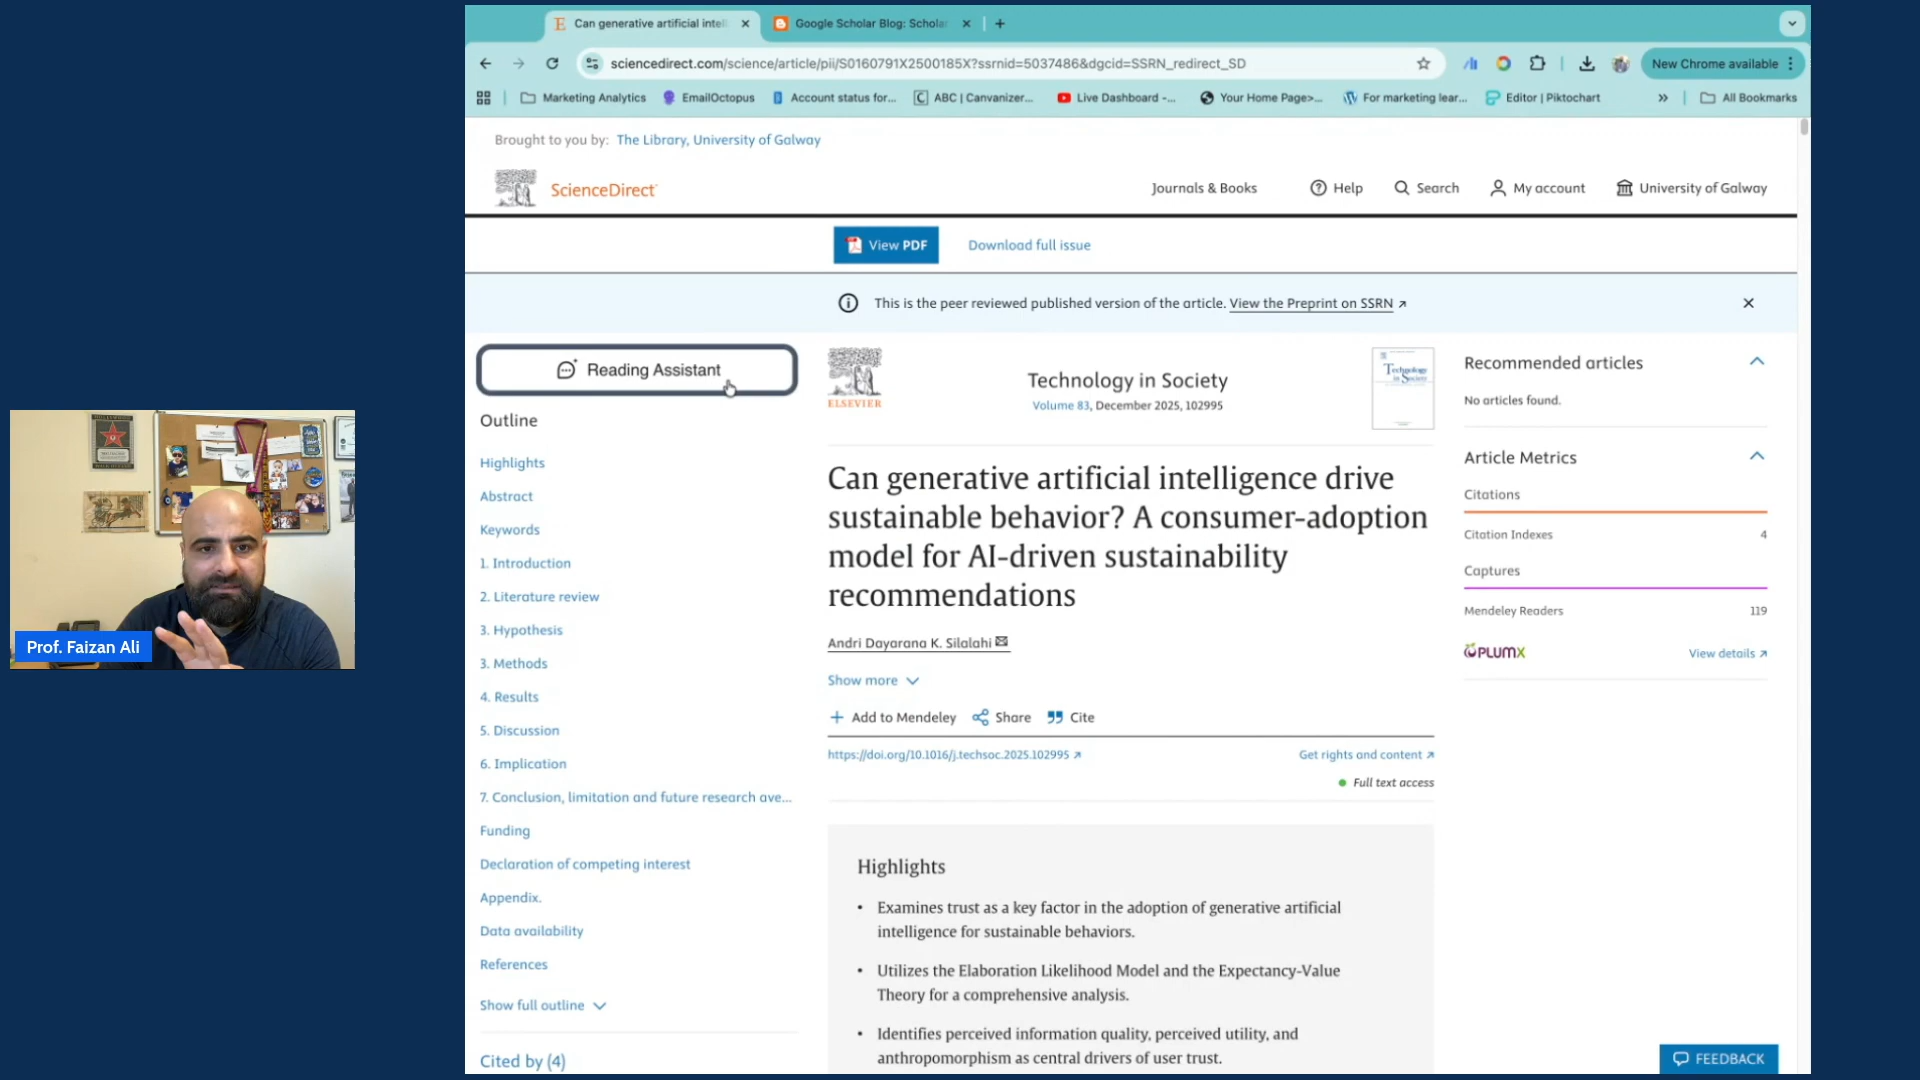 Can generative artificial intel
Google Scholar Blog: Schola
sciencedirect.com/science/article/pii/S0160791X2500185X?ssrnid=5037486&dgcid=SSRN_redirect_SD
New Chrome available
Marketing Analytics
EmailOctopus
Account status for...
ABC | Canvanizer...
Live Dashboard -...
Your Home Page>...
For marketing lear...
Editor | Piktochart
All Bookmarks
Brought to you by: The Library, University of Galway
ScienceDirect
Journals & Books
Help
Search
My account
University of Galway
View PDF
Download full issue
This is the peer reviewed published version of the article. View the Preprint on SSRN
Reading Assistant
Outline
Highlights
Abstract
Keywords
1. Introduction
2. Literature review
3. Hypothesis
3. Methods
4. Results
5. Discussion
6. Implication
7. Conclusion, limitation and future research ave...
Funding
Declaration of competing interest
Appendix.
Data availability
References
Show full outline
Cited by (4)
ELSEVIER
Technology in Society
Volume 83, December 2025, 102995
Technology
in Society
Can generative artificial intelligence drive
sustainable behavior? A consumer-adoption
model for AI-driven sustainability
recommendations
Andri Dayarana K. Silalahi
Show more
Add to Mendeley
Share
Cite
https://doi.org/10.1016/j.techsoc.2025.102995
Get rights and content
Full text access
Highlights
• Examines trust as a key factor in the adoption of generative artificial
intelligence for sustainable behaviors.
• Utilizes the Elaboration Likelihood Model and the Expectancy-Value
Theory for a comprehensive analysis.
• Identifies perceived information quality, perceived utility, and
anthropomorphism as central drivers of user trust.
Recommended articles
No articles found.
Article Metrics
Citations
Citation Indexes 4
Captures
Mendeley Readers 119
PLUMX
View details
FEEDBACK
Prof. Faizan Ali